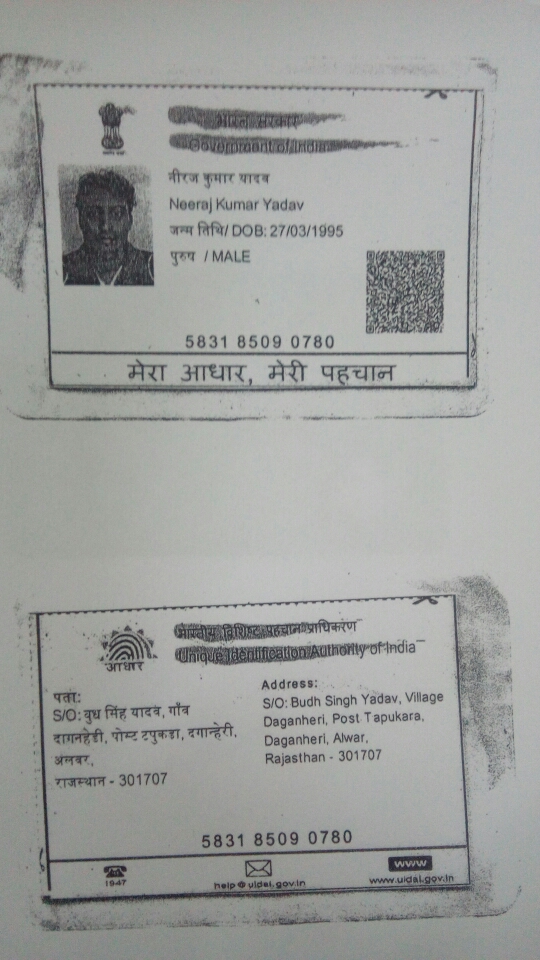 भारत सरकार
Government of India
नीरज कुमार यादव
Neeraj Kumar Yadav
जन्म तिथि/ DOB: 27/03/1995
पुरुष / MALE
5831 8509 0780
मेरा आधार, मेरी पहचान
भारतीय विशिष्ट पहचान प्राधिकरण
Unique Identification Authority of India
आधार
पता:
S/O: बुध सिंह यादव, गाँव
दागनहेडी, पोस्ट टपुकडा, दगान्हेरी,
अलवर,
राजस्थान - 301707
Address:
S/O: Budh Singh Yadav, Village
Daganheri, Post Tapukara,
Daganheri, Alwar,
Rajasthan - 301707
5831 8509 0780
1947
help@uidai.gov.in
www
www.uidai.gov.in